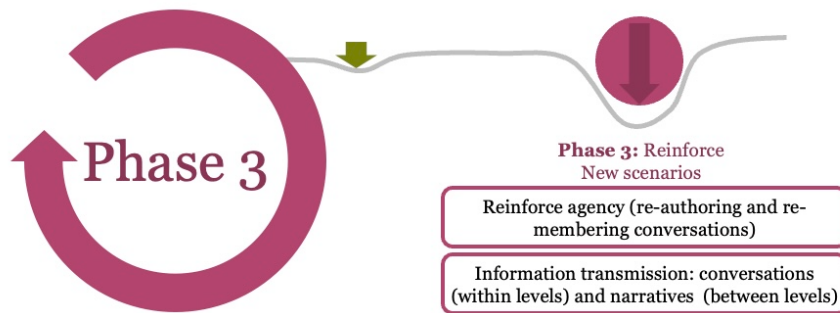 Phase 3
Phase 3: Reinforce
New scenarios
Reinforce agency (re-authoring and re-
membering conversations)
Information transmission: conversations
(within levels) and narratives  (between levels)